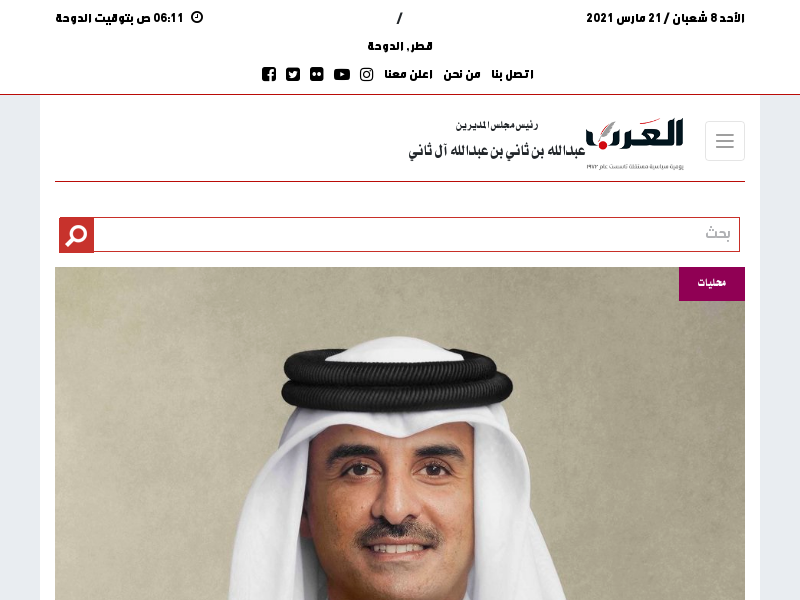 الأحد 8 شعبان / 21 مارس 2021
/
06:11 ص بتوقيت الدوحة
قطر, الدوحة
اتصل بنا من نحن اعلن معنا
العرب
يومية سياسية مستقلة تأسست عام ١٩٧٢
رئيس مجلس المديرين
عبدالله بن ثاني بن عبدالله آل ثاني
بحث
محليات